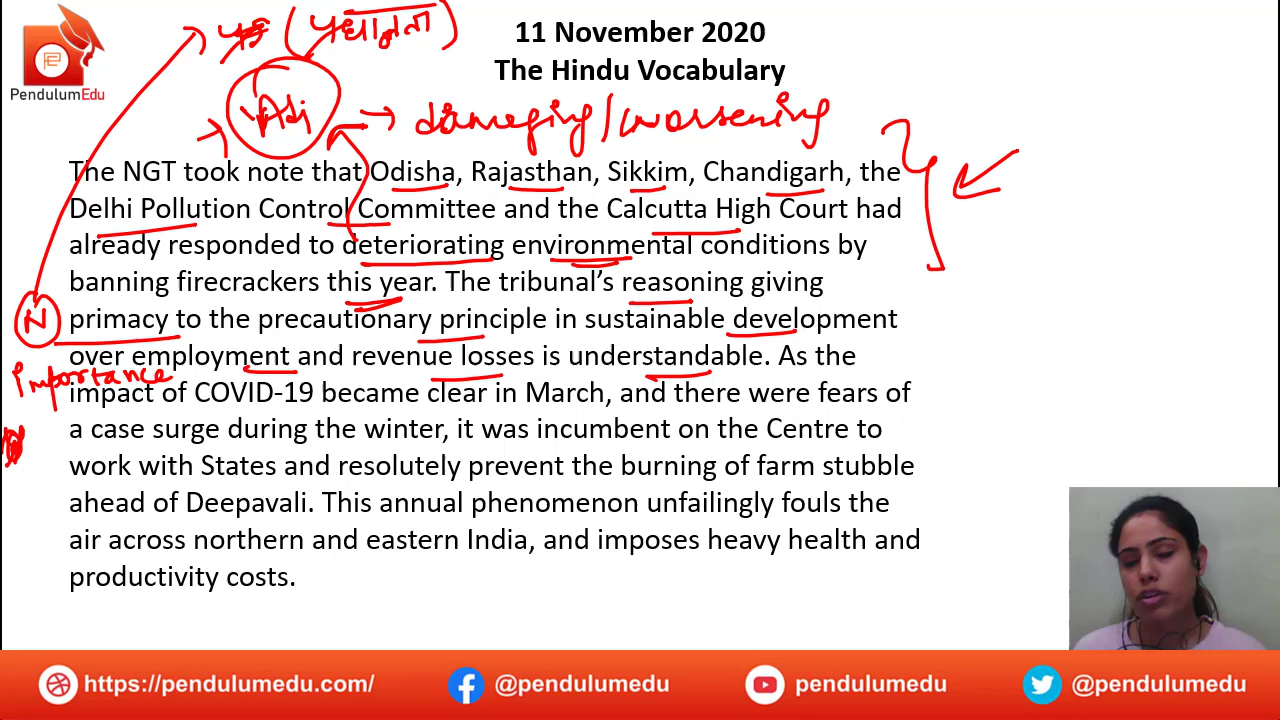 11 November 2020
The Hindu Vocabulary
PendulumEdu
Adj → damaging/worsening
The NGT took note that Odisha, Rajasthan, Sikkim, Chandigarh, the
Delhi Pollution Control Committee and the Calcutta High Court had
already responded to deteriorating environmental conditions by
banning firecrackers this year. The tribunal’s reasoning giving
N
primacy to the precautionary principle in sustainable development
over employment and revenue losses is understandable. As the
Importance
impact of COVID-19 became clear in March, and there were fears of
a case surge during the winter, it was incumbent on the Centre to
work with States and resolutely prevent the burning of farm stubble
ahead of Deepavali. This annual phenomenon unfailingly fouls the
air across northern and eastern India, and imposes heavy health and
productivity costs.
https://pendulumedu.com/
@pendulumedu
pendulumedu
@pendulumedu